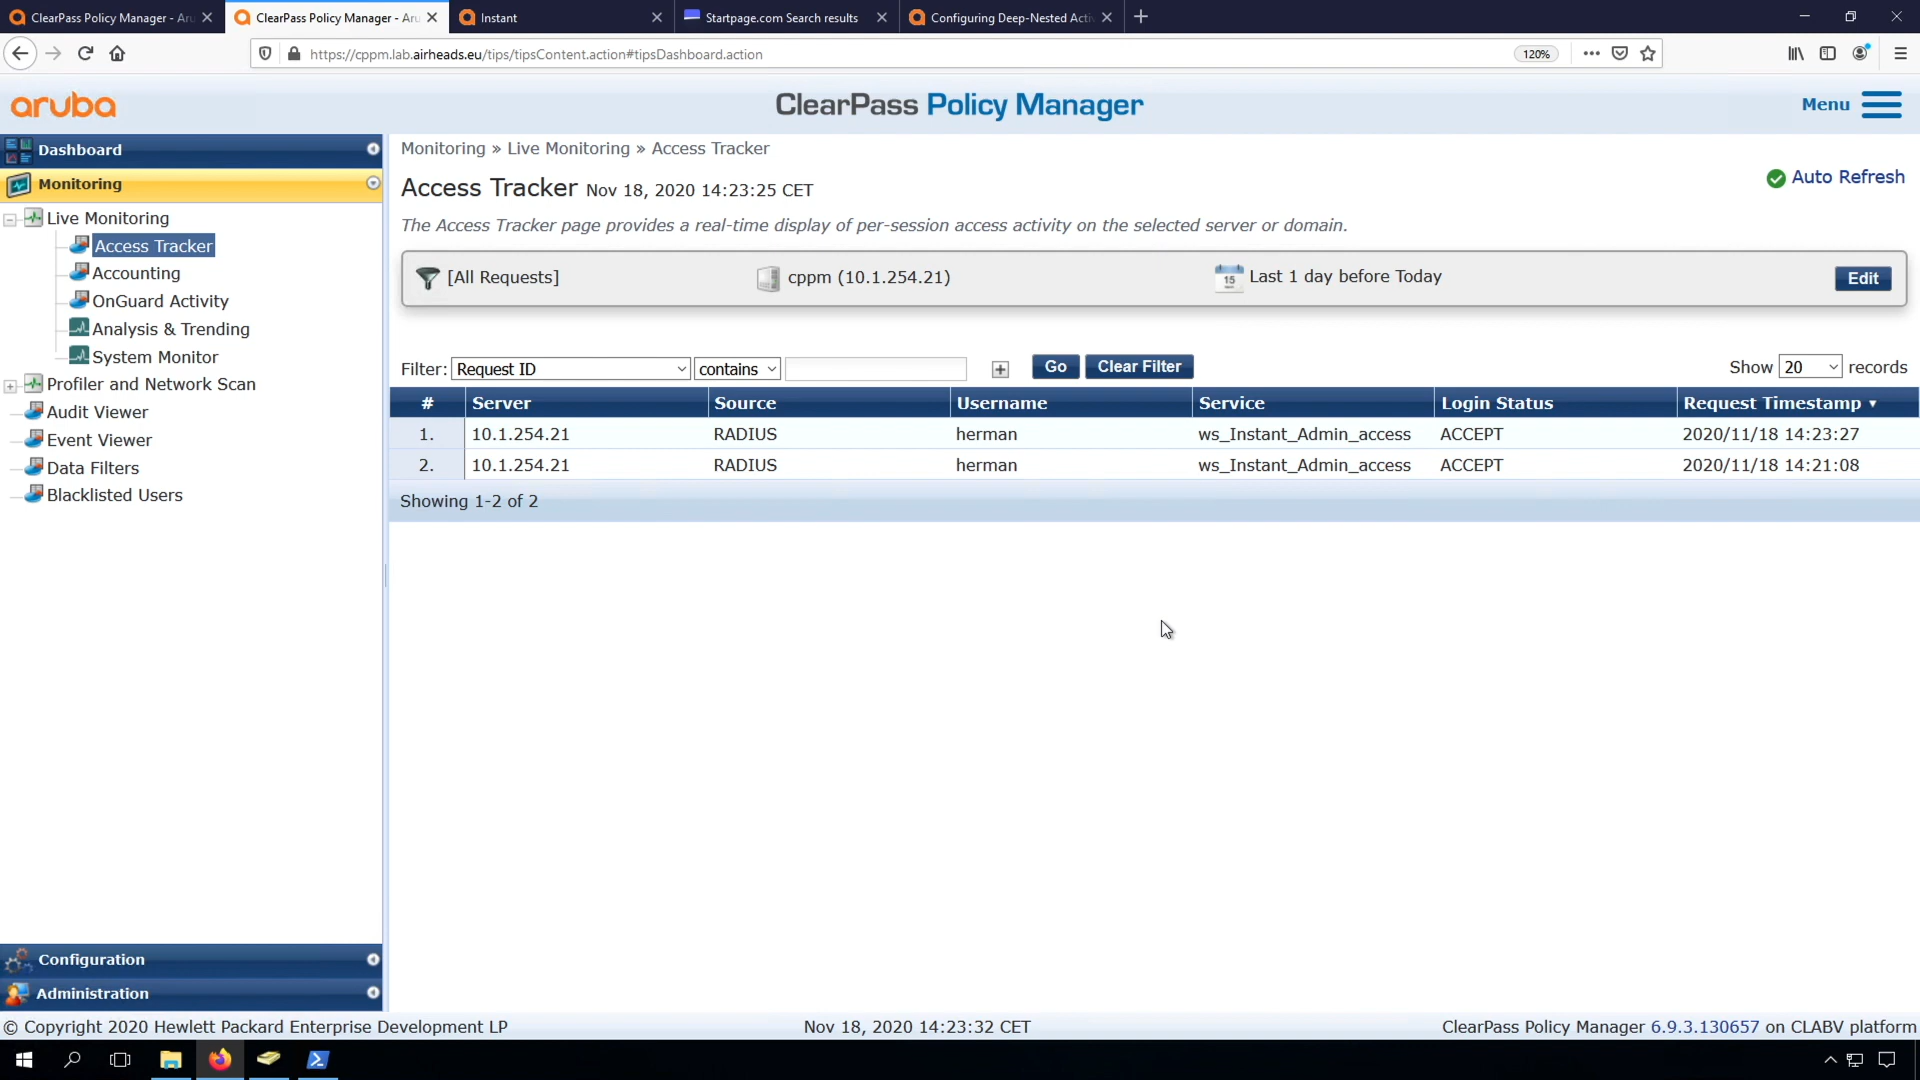 ClearPass Policy Manager - Aru
ClearPass Policy Manager - Aru
Instant
Startpage.com Search results
Configuring Deep-Nested Acti
https://cppm.lab.airheads.eu/tips/tipsContent.action#tipsDashboard.action
120%
aruba
ClearPass Policy Manager
Menu
Dashboard
Monitoring
Live Monitoring
Access Tracker
Accounting
OnGuard Activity
Analysis & Trending
System Monitor
Profiler and Network Scan
Audit Viewer
Event Viewer
Data Filters
Blacklisted Users
Configuration
Administration
Monitoring » Live Monitoring » Access Tracker
Access Tracker Nov 18, 2020 14:23:25 CET
Auto Refresh
The Access Tracker page provides a real-time display of per-session access activity on the selected server or domain.
[All Requests] cppm (10.1.254.21) 15 Last 1 day before Today Edit
Filter: Request ID contains + Go Clear Filter Show 20 records
# Server Source Username Service Login Status Request Timestamp ▼
1. 10.1.254.21 RADIUS herman ws_Instant_Admin_access ACCEPT 2020/11/18 14:23:27
2. 10.1.254.21 RADIUS herman ws_Instant_Admin_access ACCEPT 2020/11/18 14:21:08
Showing 1-2 of 2
© Copyright 2020 Hewlett Packard Enterprise Development LP Nov 18, 2020 14:23:32 CET ClearPass Policy Manager 6.9.3.130657 on CLABV platform